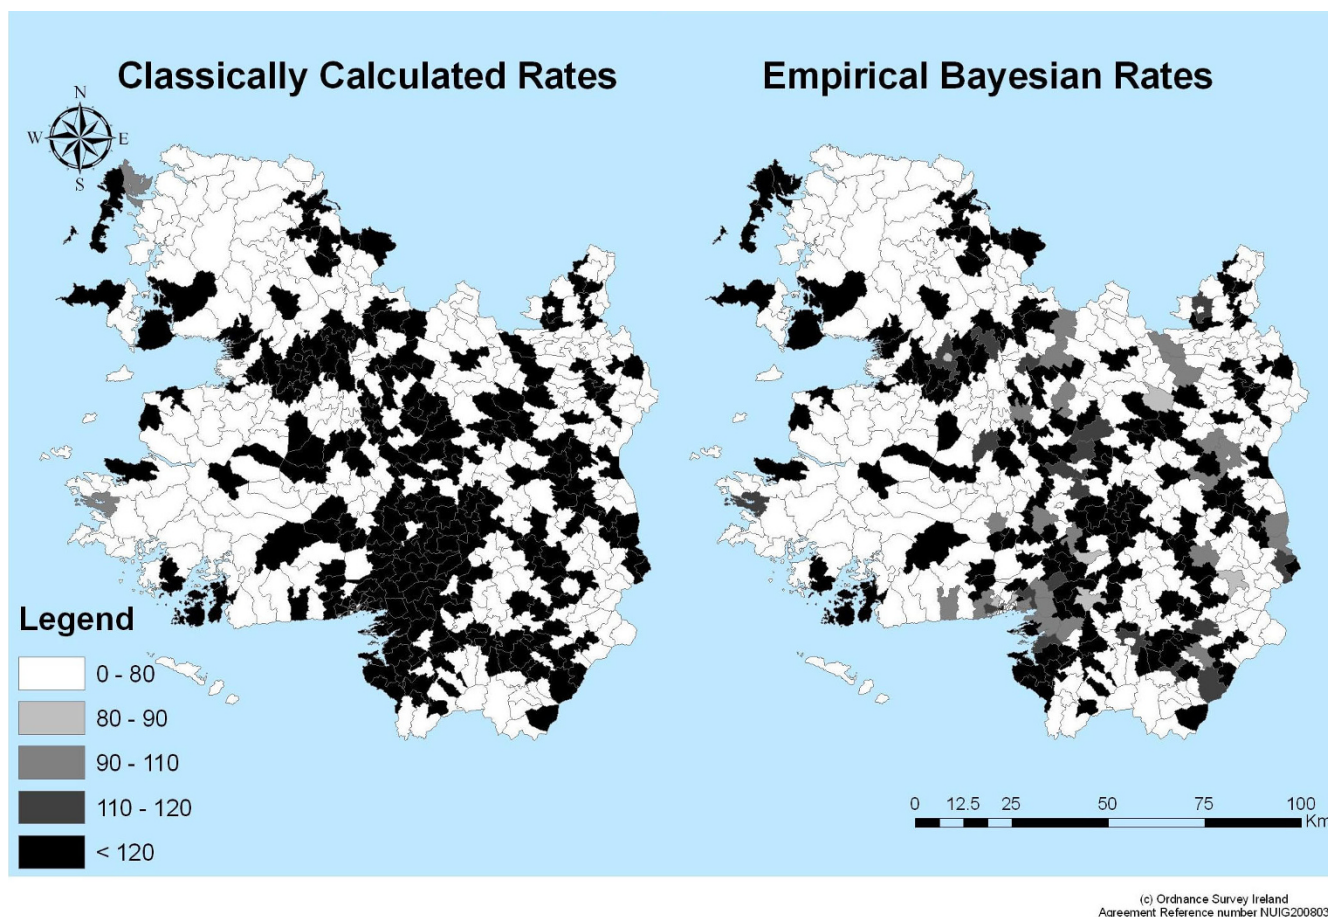 Classically Calculated Rates
Empirical Bayesian Rates
N
W E
S
Legend
0 - 80
80 - 90
90 - 110
110 - 120
< 120
0 12.5 25 50 75 100
Km
(c) Ordnance Survey Ireland
Agreement Reference number NUIG200803